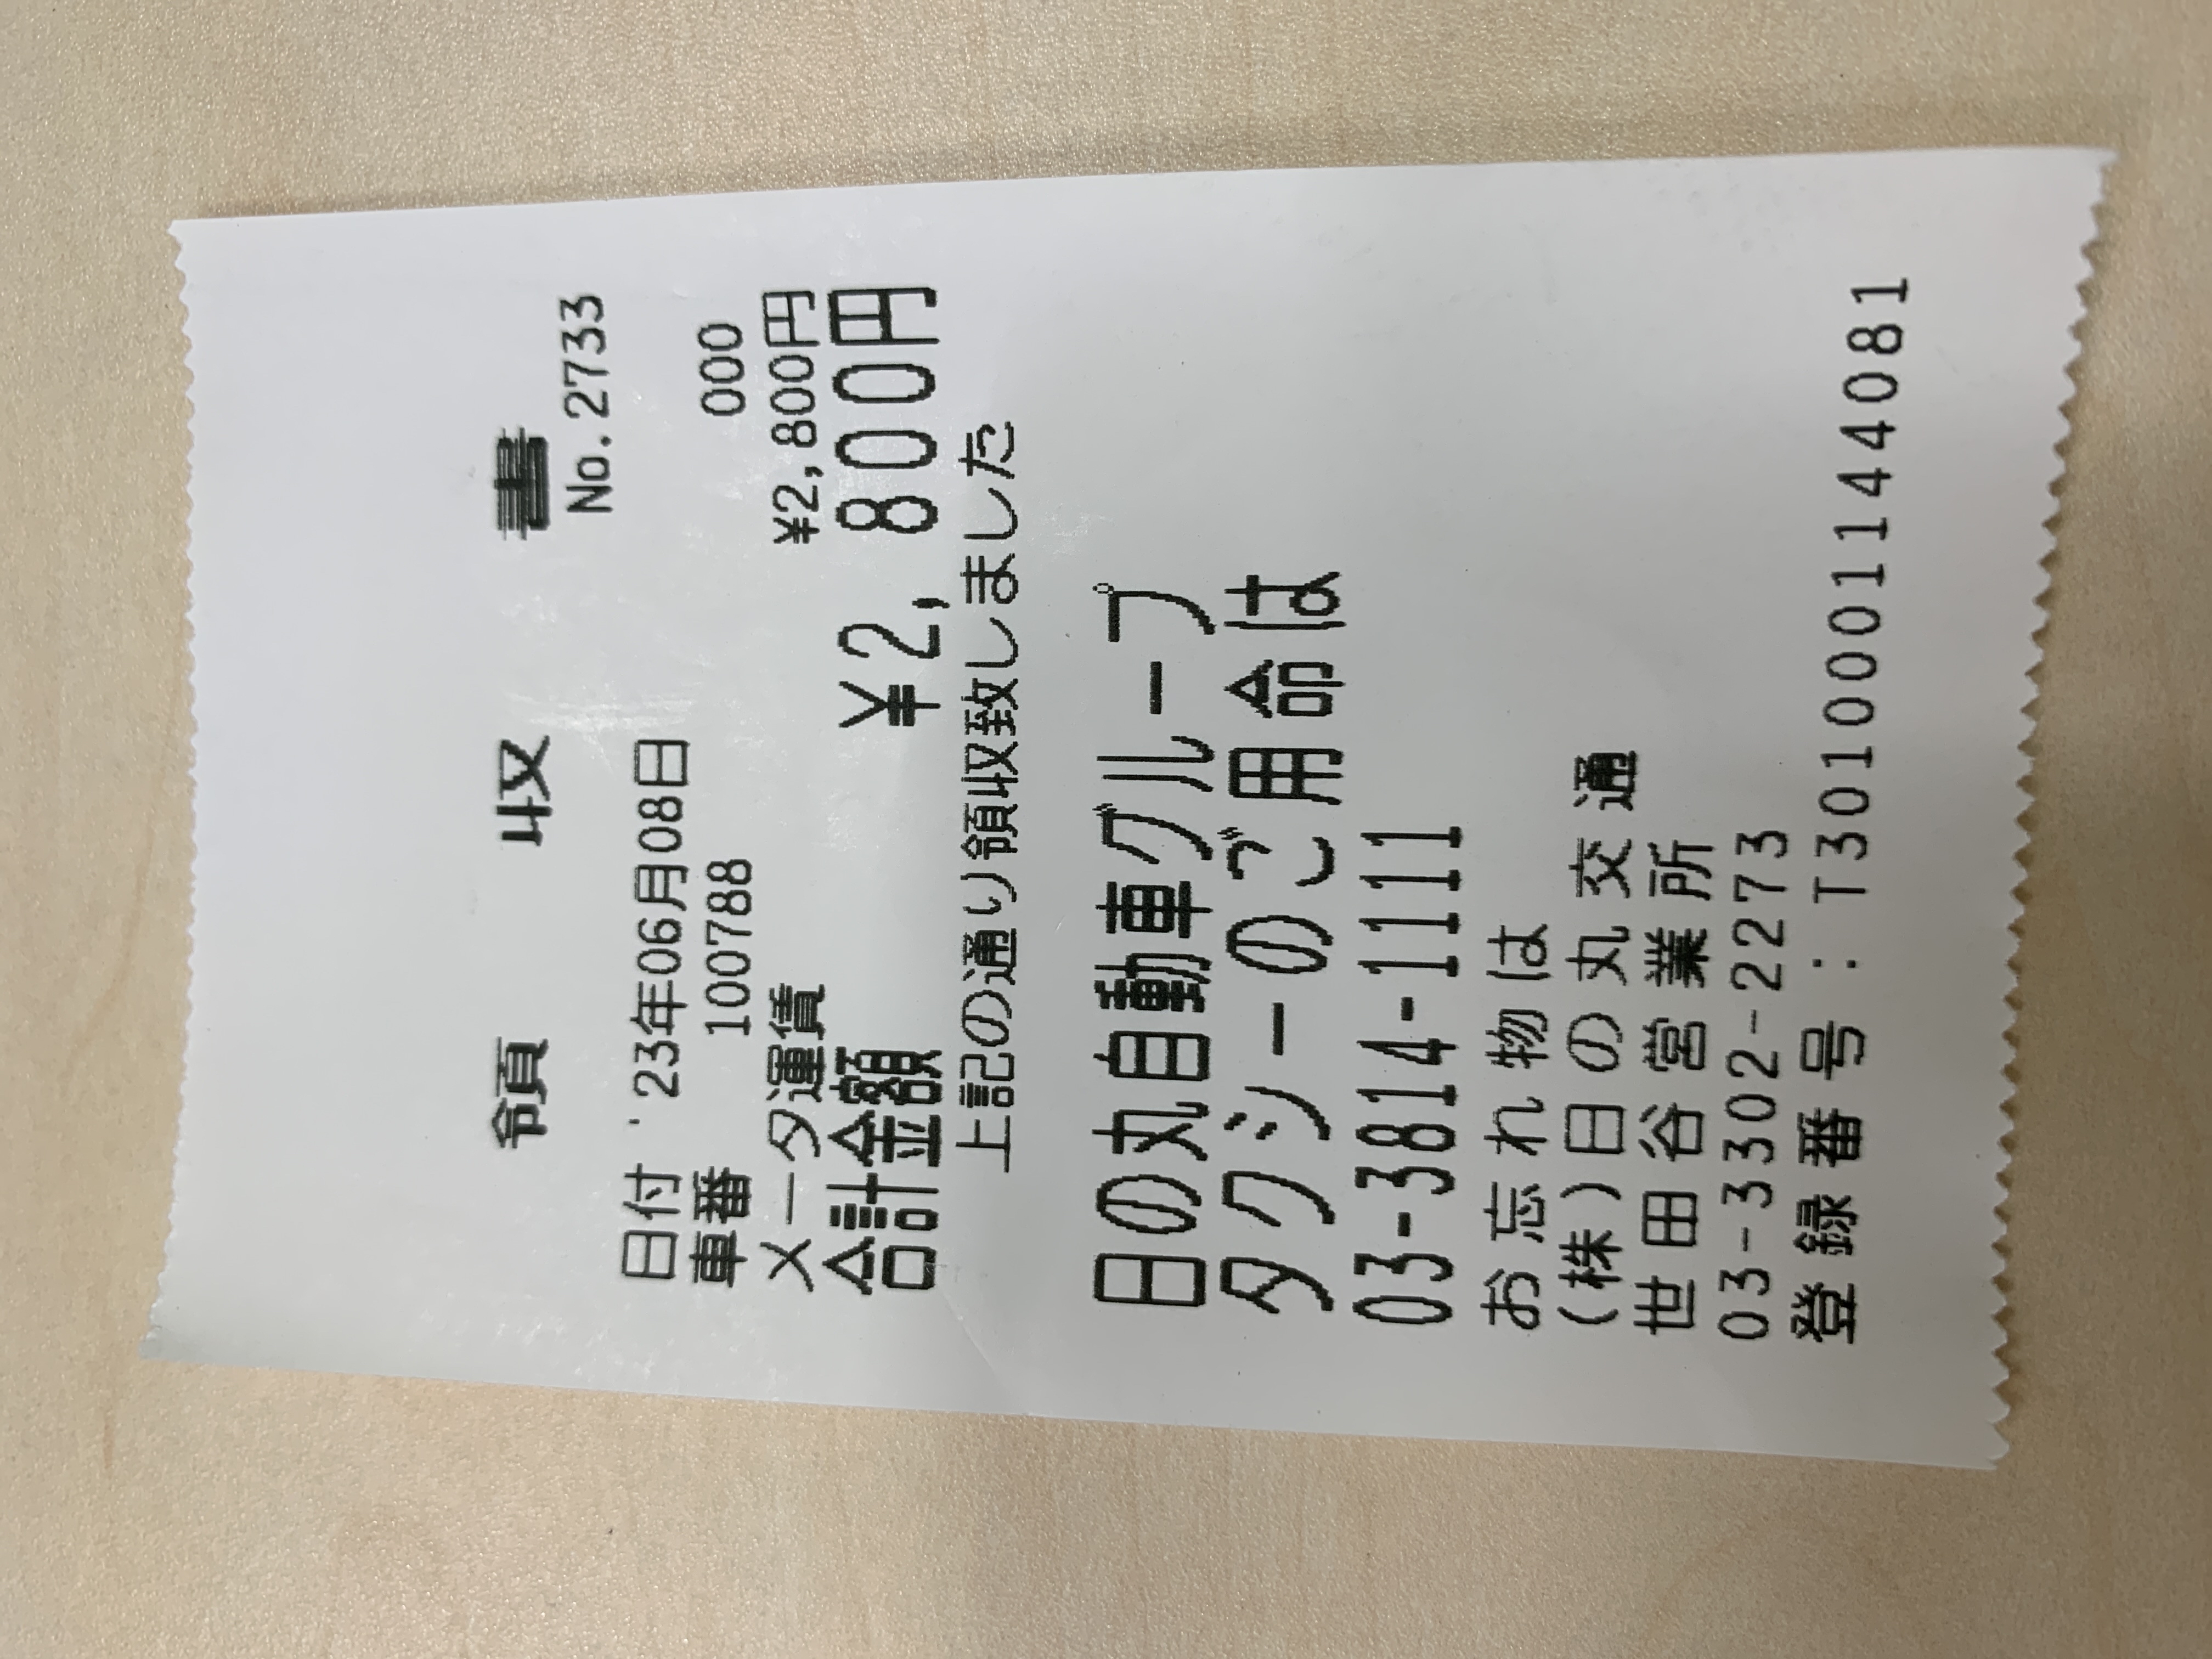 領収書
No.2733
日付 '23年06月08日
車番 100788 000
メータ運賃 ¥2,800円
合計金額 ¥2,800円
上記の通り領収致しました
日の丸自動車グループ
タクシーのご用命は
03-3814-1111
お忘れ物は
(株)日の丸交通
世田谷営業所
03-3302-2273
登録番号:T3010001144081